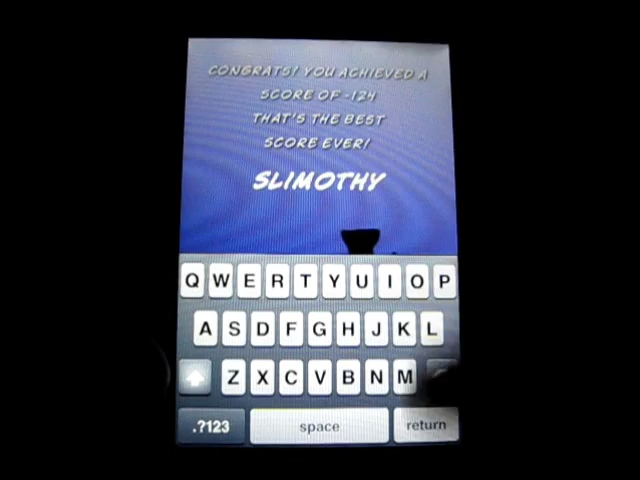 CONGRATS! YOU ACHIEVED A
SCORE OF -124
THAT'S THE BEST
SCORE EVER!
SLIMOTHY
Q W E R T Y U I O P
A S D F G H J K L
Z X C V B N M
.?123 space return